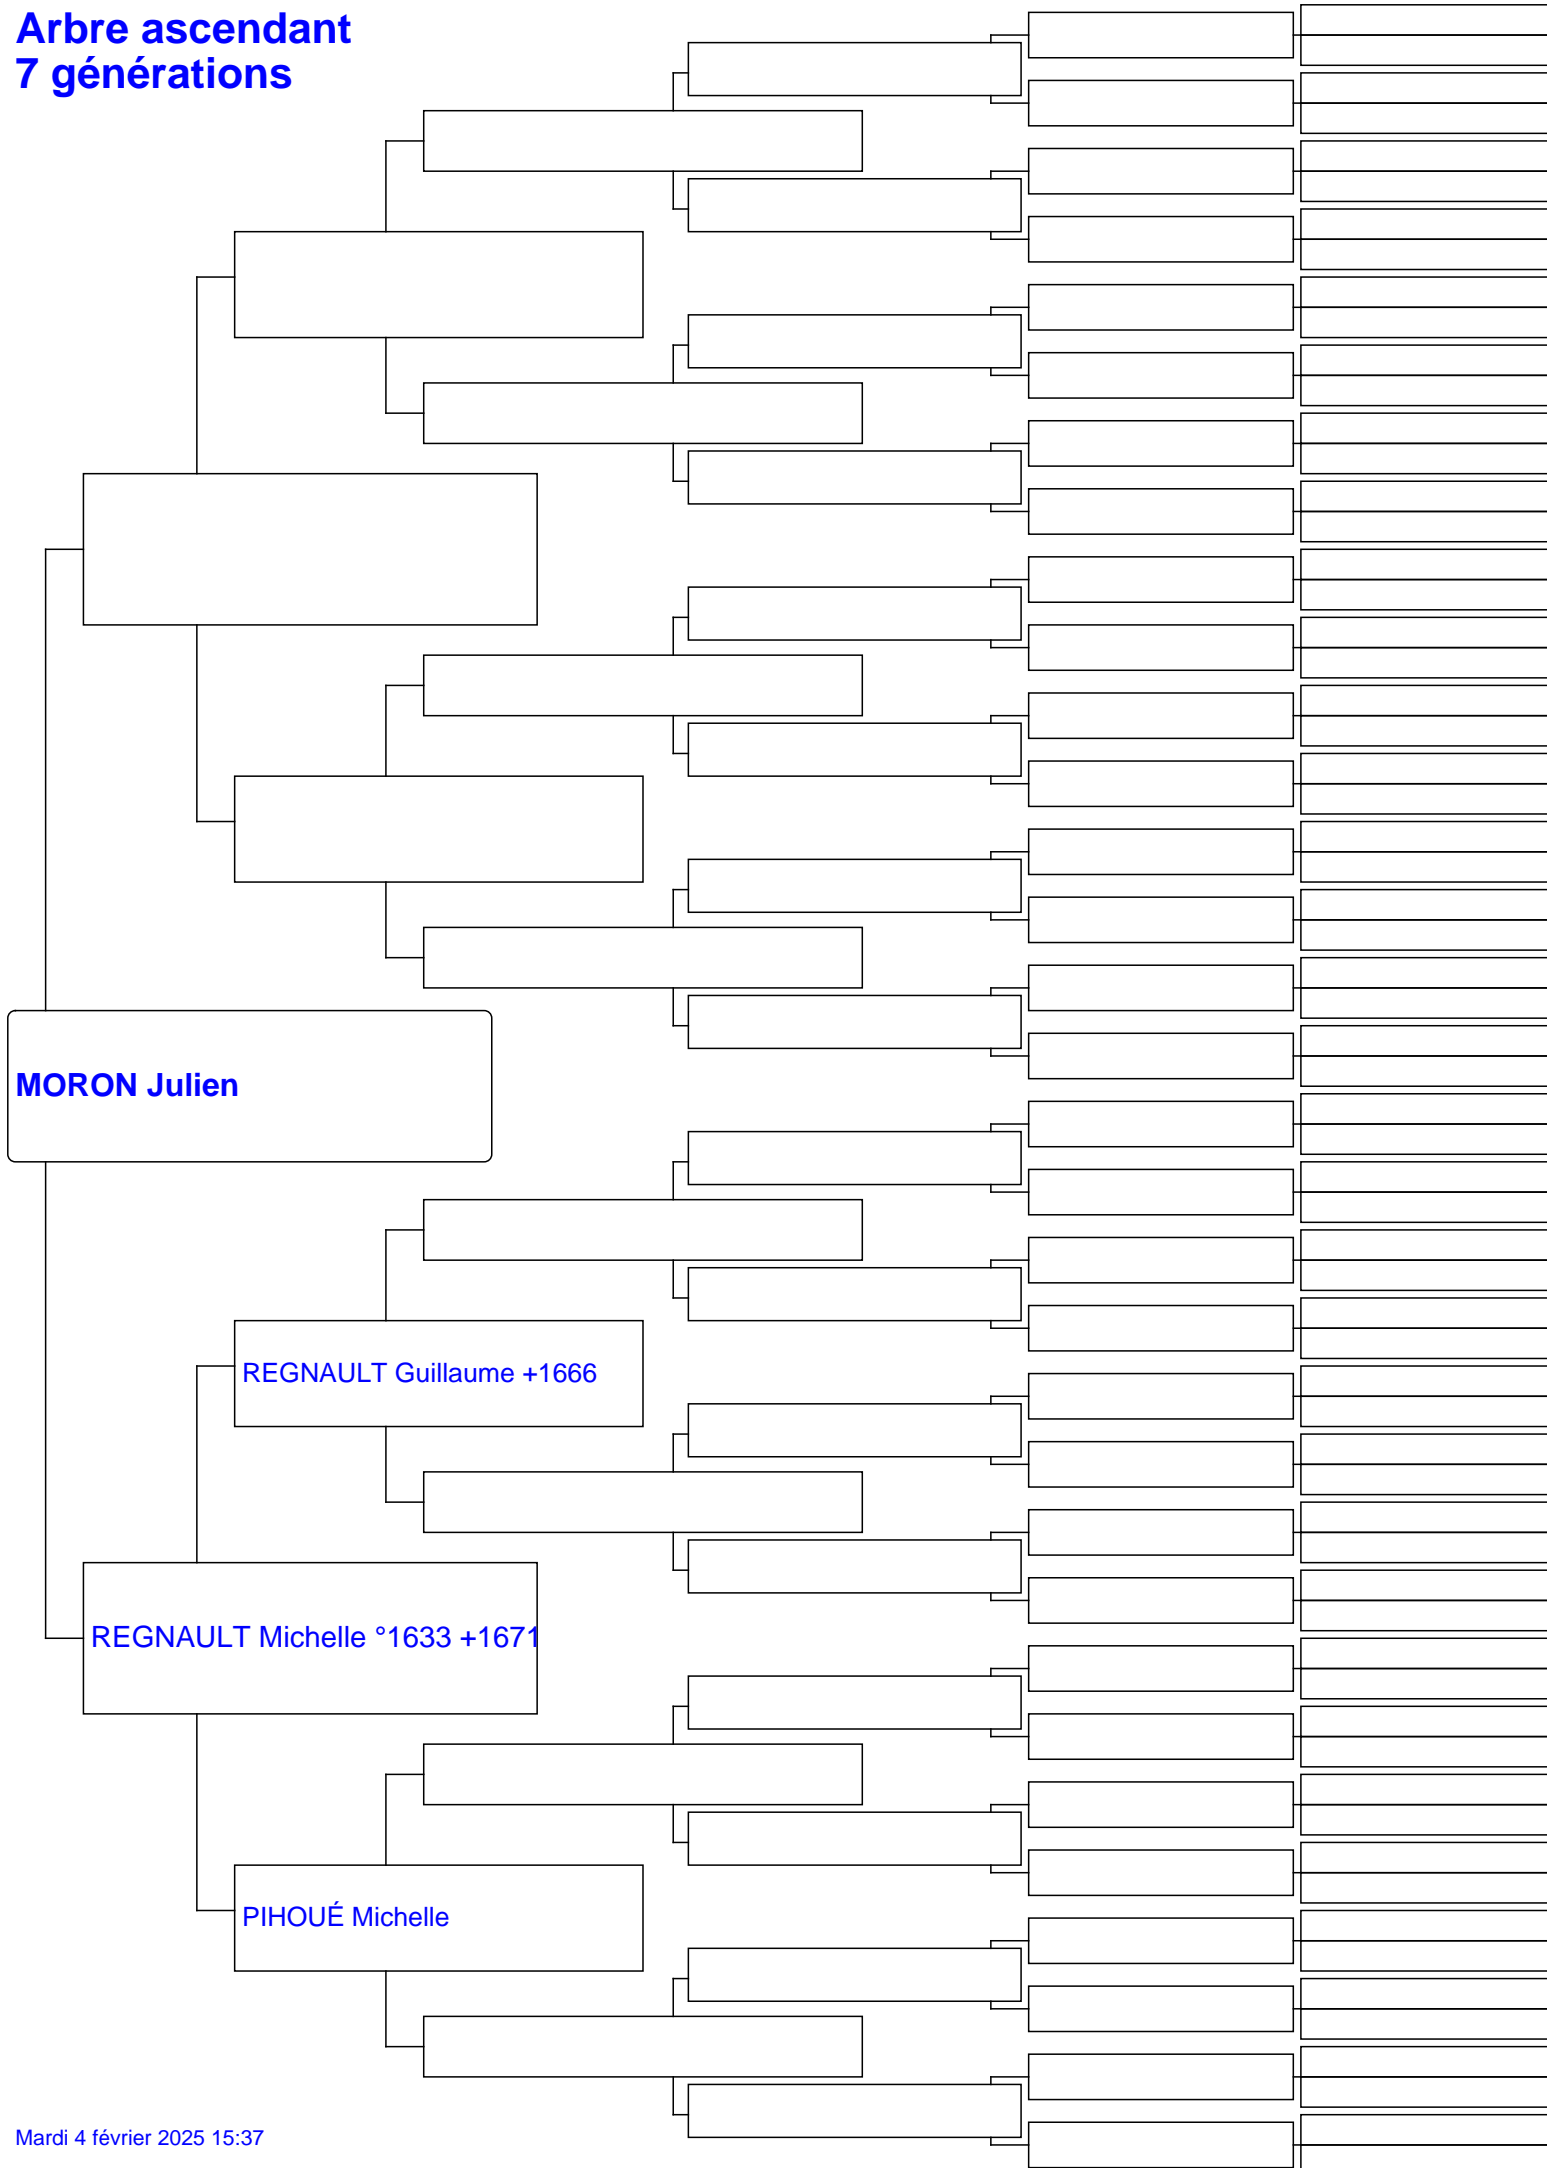 Arbre ascendant
7 générations
MORON Julien
REGNAULT Guillaume +1666
REGNAULT Michelle °1633 +1671
PIHOUÉ Michelle
Mardi 4 février 2025 15:37